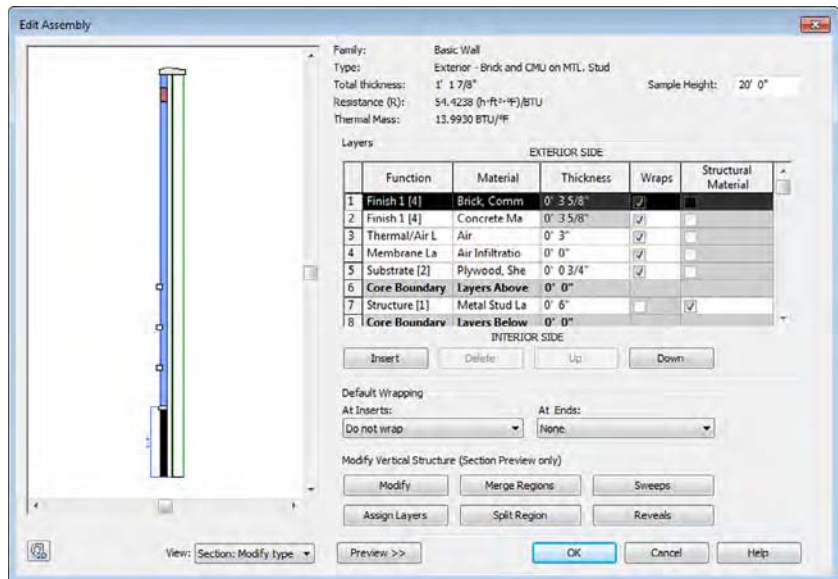 Edit Assembly
Family: Basic Wall
Type: Exterior - Brick and CMU on MTL. Stud
Total thickness: 1' 1 7/8" Sample Height: 20' 0"
Resistance (R): 54.4238 (h·ft²·°F)/BTU
Thermal Mass: 13.9930 BTU/°F
Layers
EXTERIOR SIDE
Function Material Thickness Wraps Structural Material
1 Finish 1 [4] Brick, Comm 0' 3 5/8"
2 Finish 1 [4] Concrete Ma 0' 3 5/8"
3 Thermal/Air L Air 0' 3"
4 Membrane La Air Infiltratio 0' 0"
5 Substrate [2] Plywood, She 0' 0 3/4"
6 Core Boundary Layers Above 0' 0"
7 Structure [1] Metal Stud La 0' 6"
8 Core Boundary Layers Below 0' 0"
INTERIOR SIDE
Insert Delete Up Down
Default Wrapping
At Inserts: At Ends:
Do not wrap None
Modify Vertical Structure (Section Preview only)
Modify Merge Regions Sweeps
Assign Layers Split Region Reveals
View: Section: Modify type Preview >> OK Cancel Help